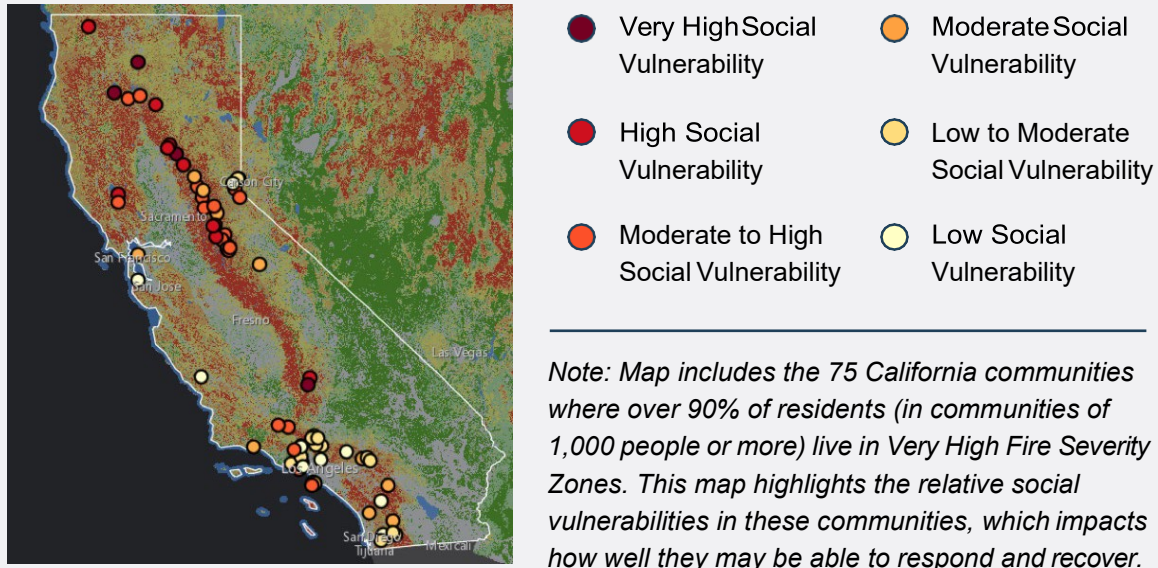 Very High Social
Vulnerability
High Social
Vulnerability
Moderate to High
Social Vulnerability
Moderate Social
Vulnerability
Low to Moderate
Social Vulnerability
Low Social
Vulnerability
Carson City
Sacramento
San Francisco
San Jose
Fresno
Las Vegas
Los Angeles
San Diego
Tijuana
Mexicali
Note: Map includes the 75 California communities
where over 90% of residents (in communities of
1,000 people or more) live in Very High Fire Severity
Zones. This map highlights the relative social
vulnerabilities in these communities, which impacts
how well they may be able to respond and recover.